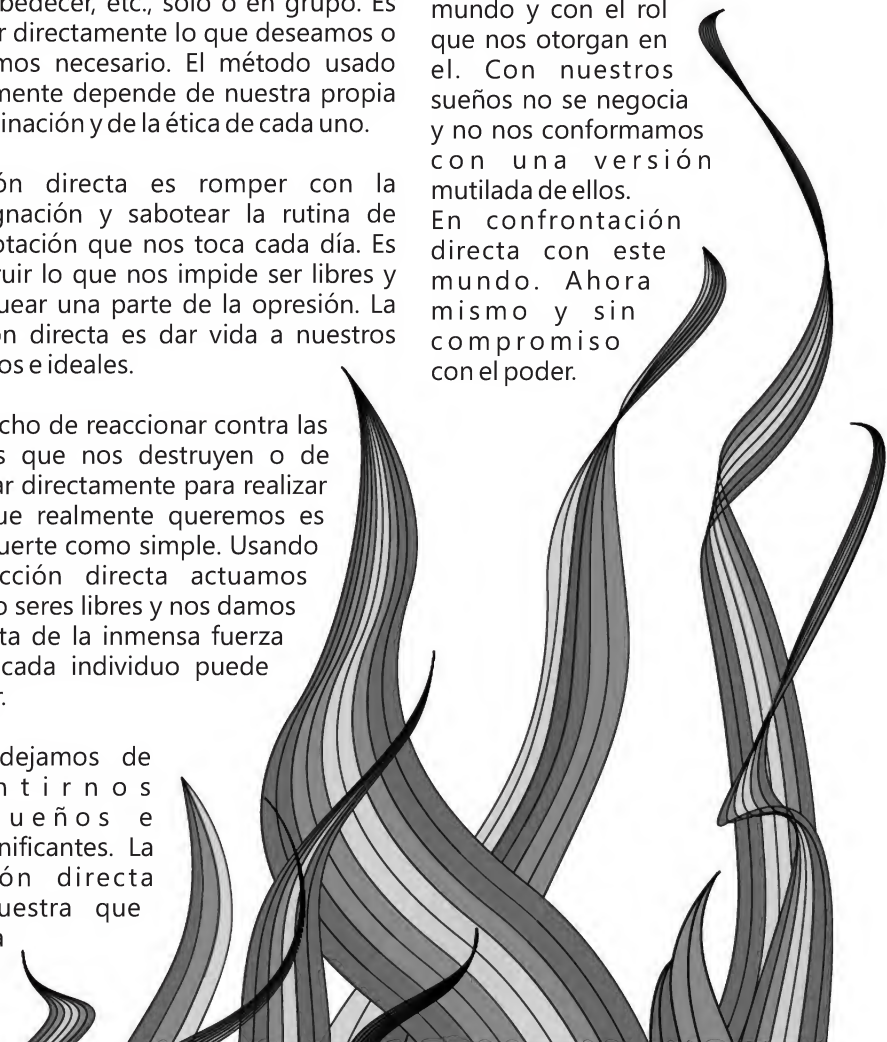 bedecer, etc., solo o en grupo. Es
r directamente lo que deseamos o
mos necesario. El método usado
mente depende de nuestra propia
inación y de la ética de cada uno.
ón directa es romper con la
gnación y sabotear la rutina de
otación que nos toca cada día. Es
ruir lo que nos impide ser libres y
uear una parte de la opresión. La
ón directa es dar vida a nuestros
os e ideales.
cho de reaccionar contra las
s que nos destruyen o de
ar directamente para realizar
ue realmente queremos es
uerte como simple. Usando
cción directa actuamos
o seres libres y nos damos
ta de la inmensa fuerza
cada individuo puede
r.
dejamos de
ntirnos
ueños e
nificantes. La
ón directa
uestra que
a
mundo y con el rol
que nos otorgan en
el. Con nuestros
sueños no se negocia
y no nos conformamos
con una versión
mutilada de ellos.
En confrontación
directa con este
mundo. Ahora
mismo y sin
compromiso
con el poder.